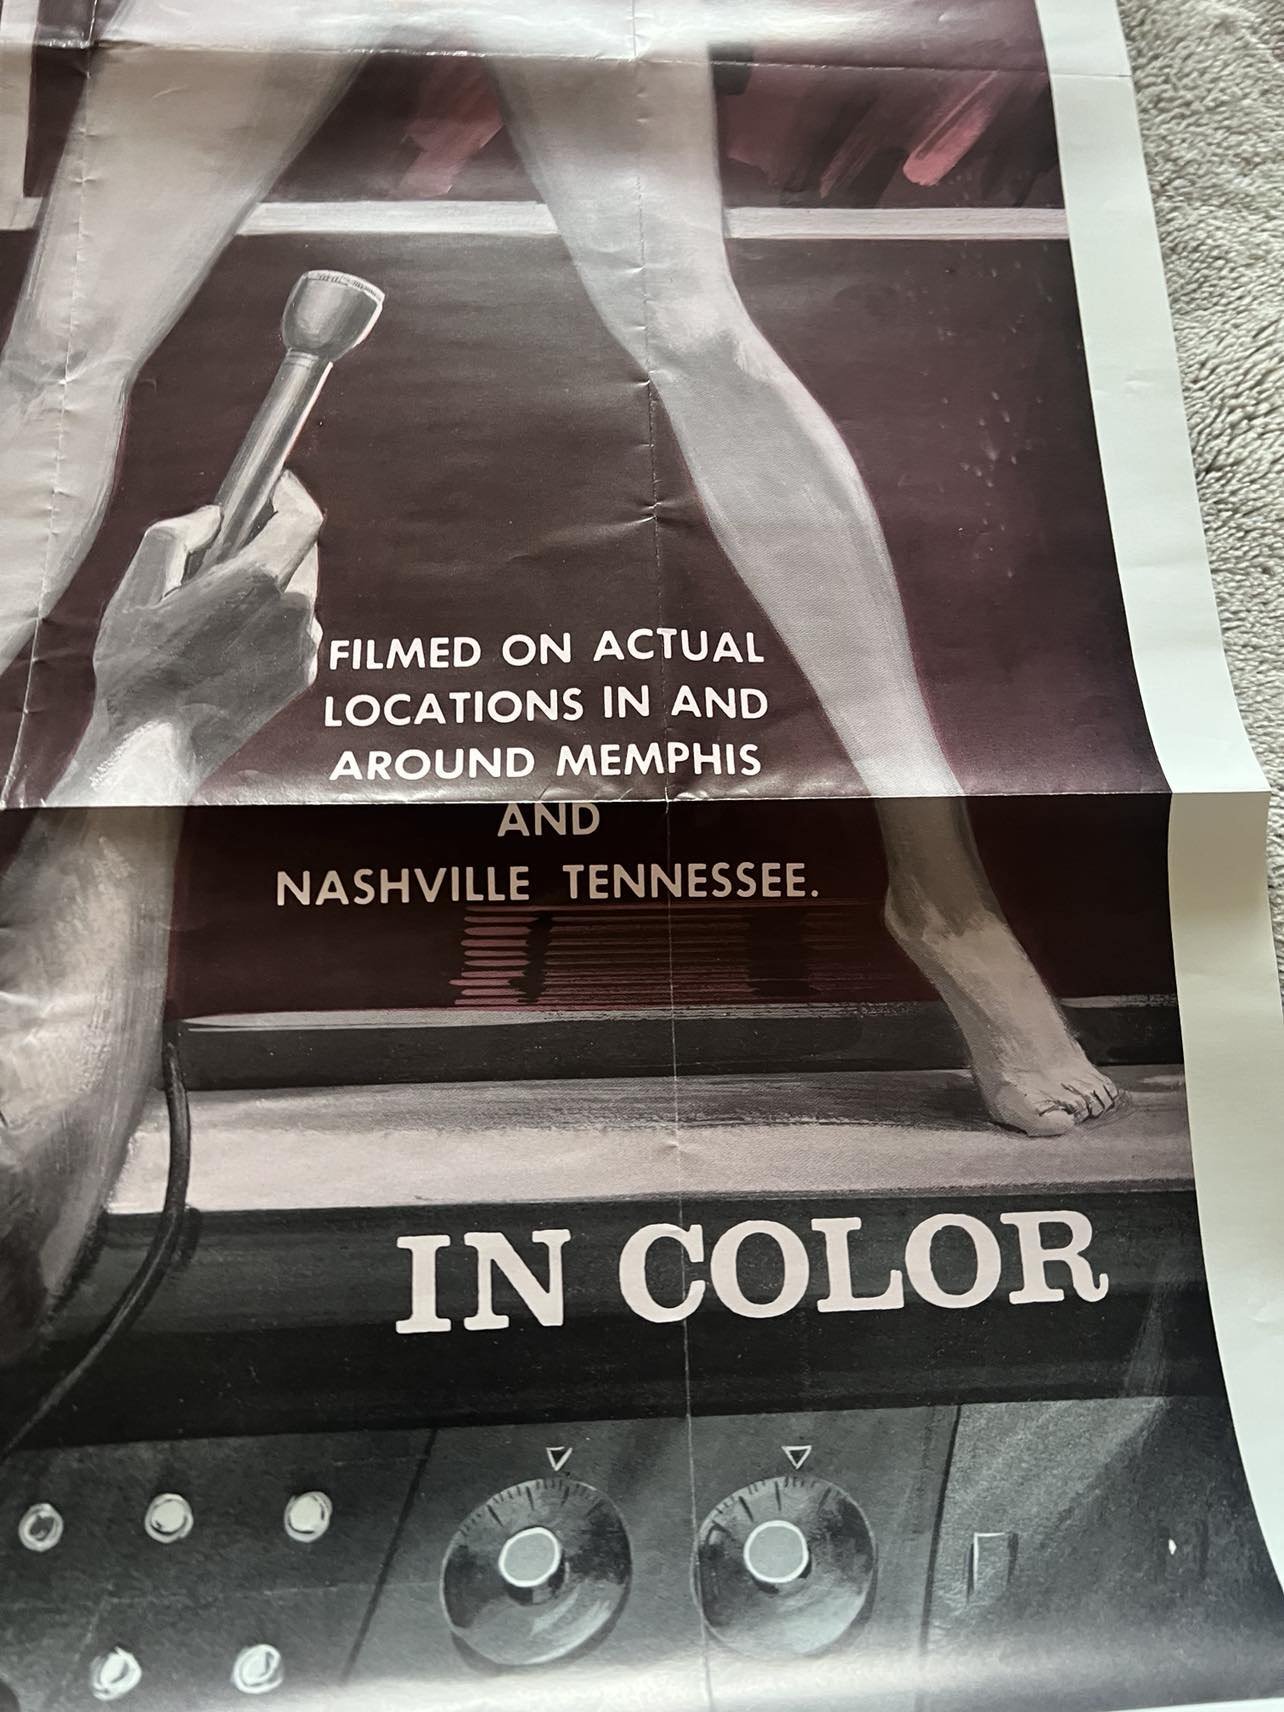 FILMED ON ACTUAL
LOCATIONS IN AND
AROUND MEMPHIS
AND
NASHVILLE TENNESSEE.
IN COLOR